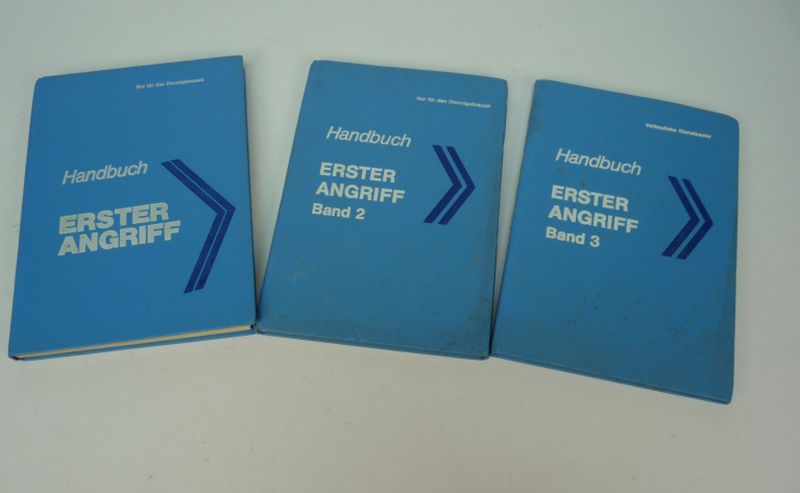 Nur für den Dienstgebrauch
Handbuch
ERSTER
ANGRIFF
Nur für den Dienstgebrauch
Handbuch
ERSTER
ANGRIFF
Band 2
Vertrauliche Dienstsache
Handbuch
ERSTER
ANGRIFF
Band 3